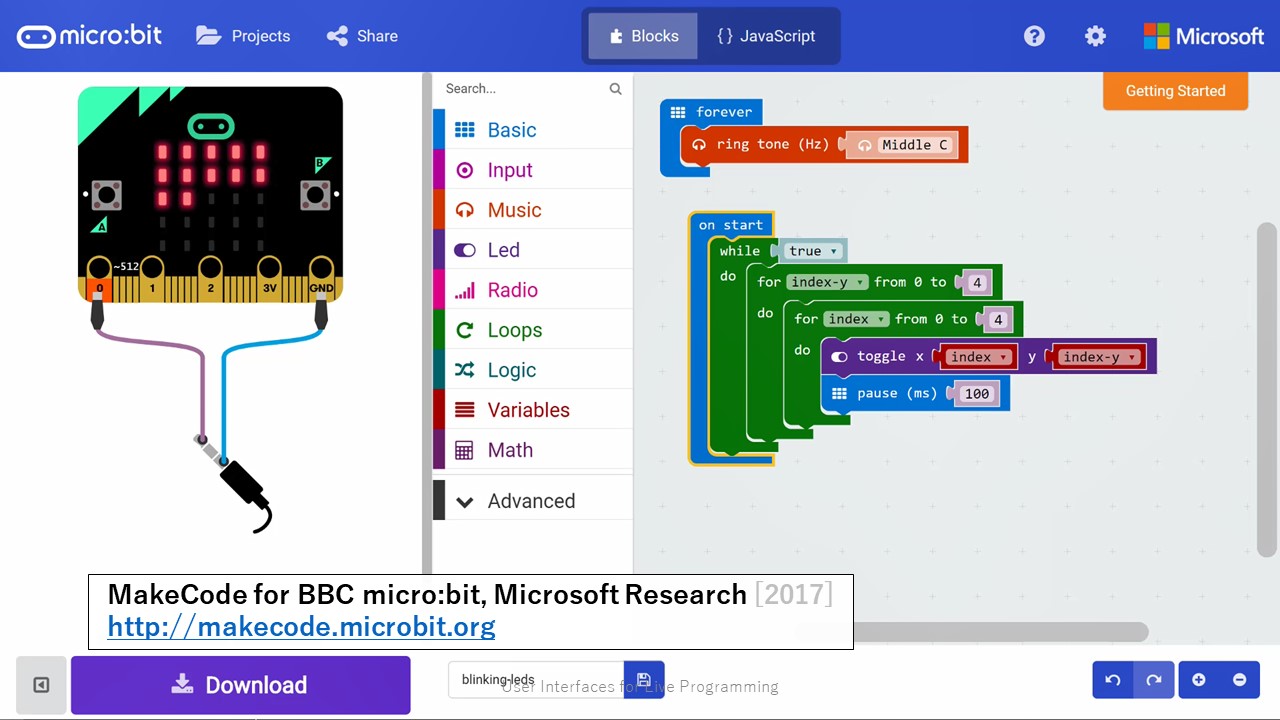 micro:bit Projects Share Blocks {} JavaScript Microsoft
Search...
Getting Started
Basic
Input
Music
Led
Radio
Loops
Logic
Variables
Math
Advanced
B
A
~512
0 1 2 3V GND
forever
ring tone (Hz) Middle C
on start
while true
do for index-y from 0 to 4
do for index from 0 to 4
do toggle x index y index-y
pause (ms) 100
MakeCode for BBC micro:bit, Microsoft Research [2017]
http://makecode.microbit.org
Download
blinking-leds
User Interfaces for Live Programming